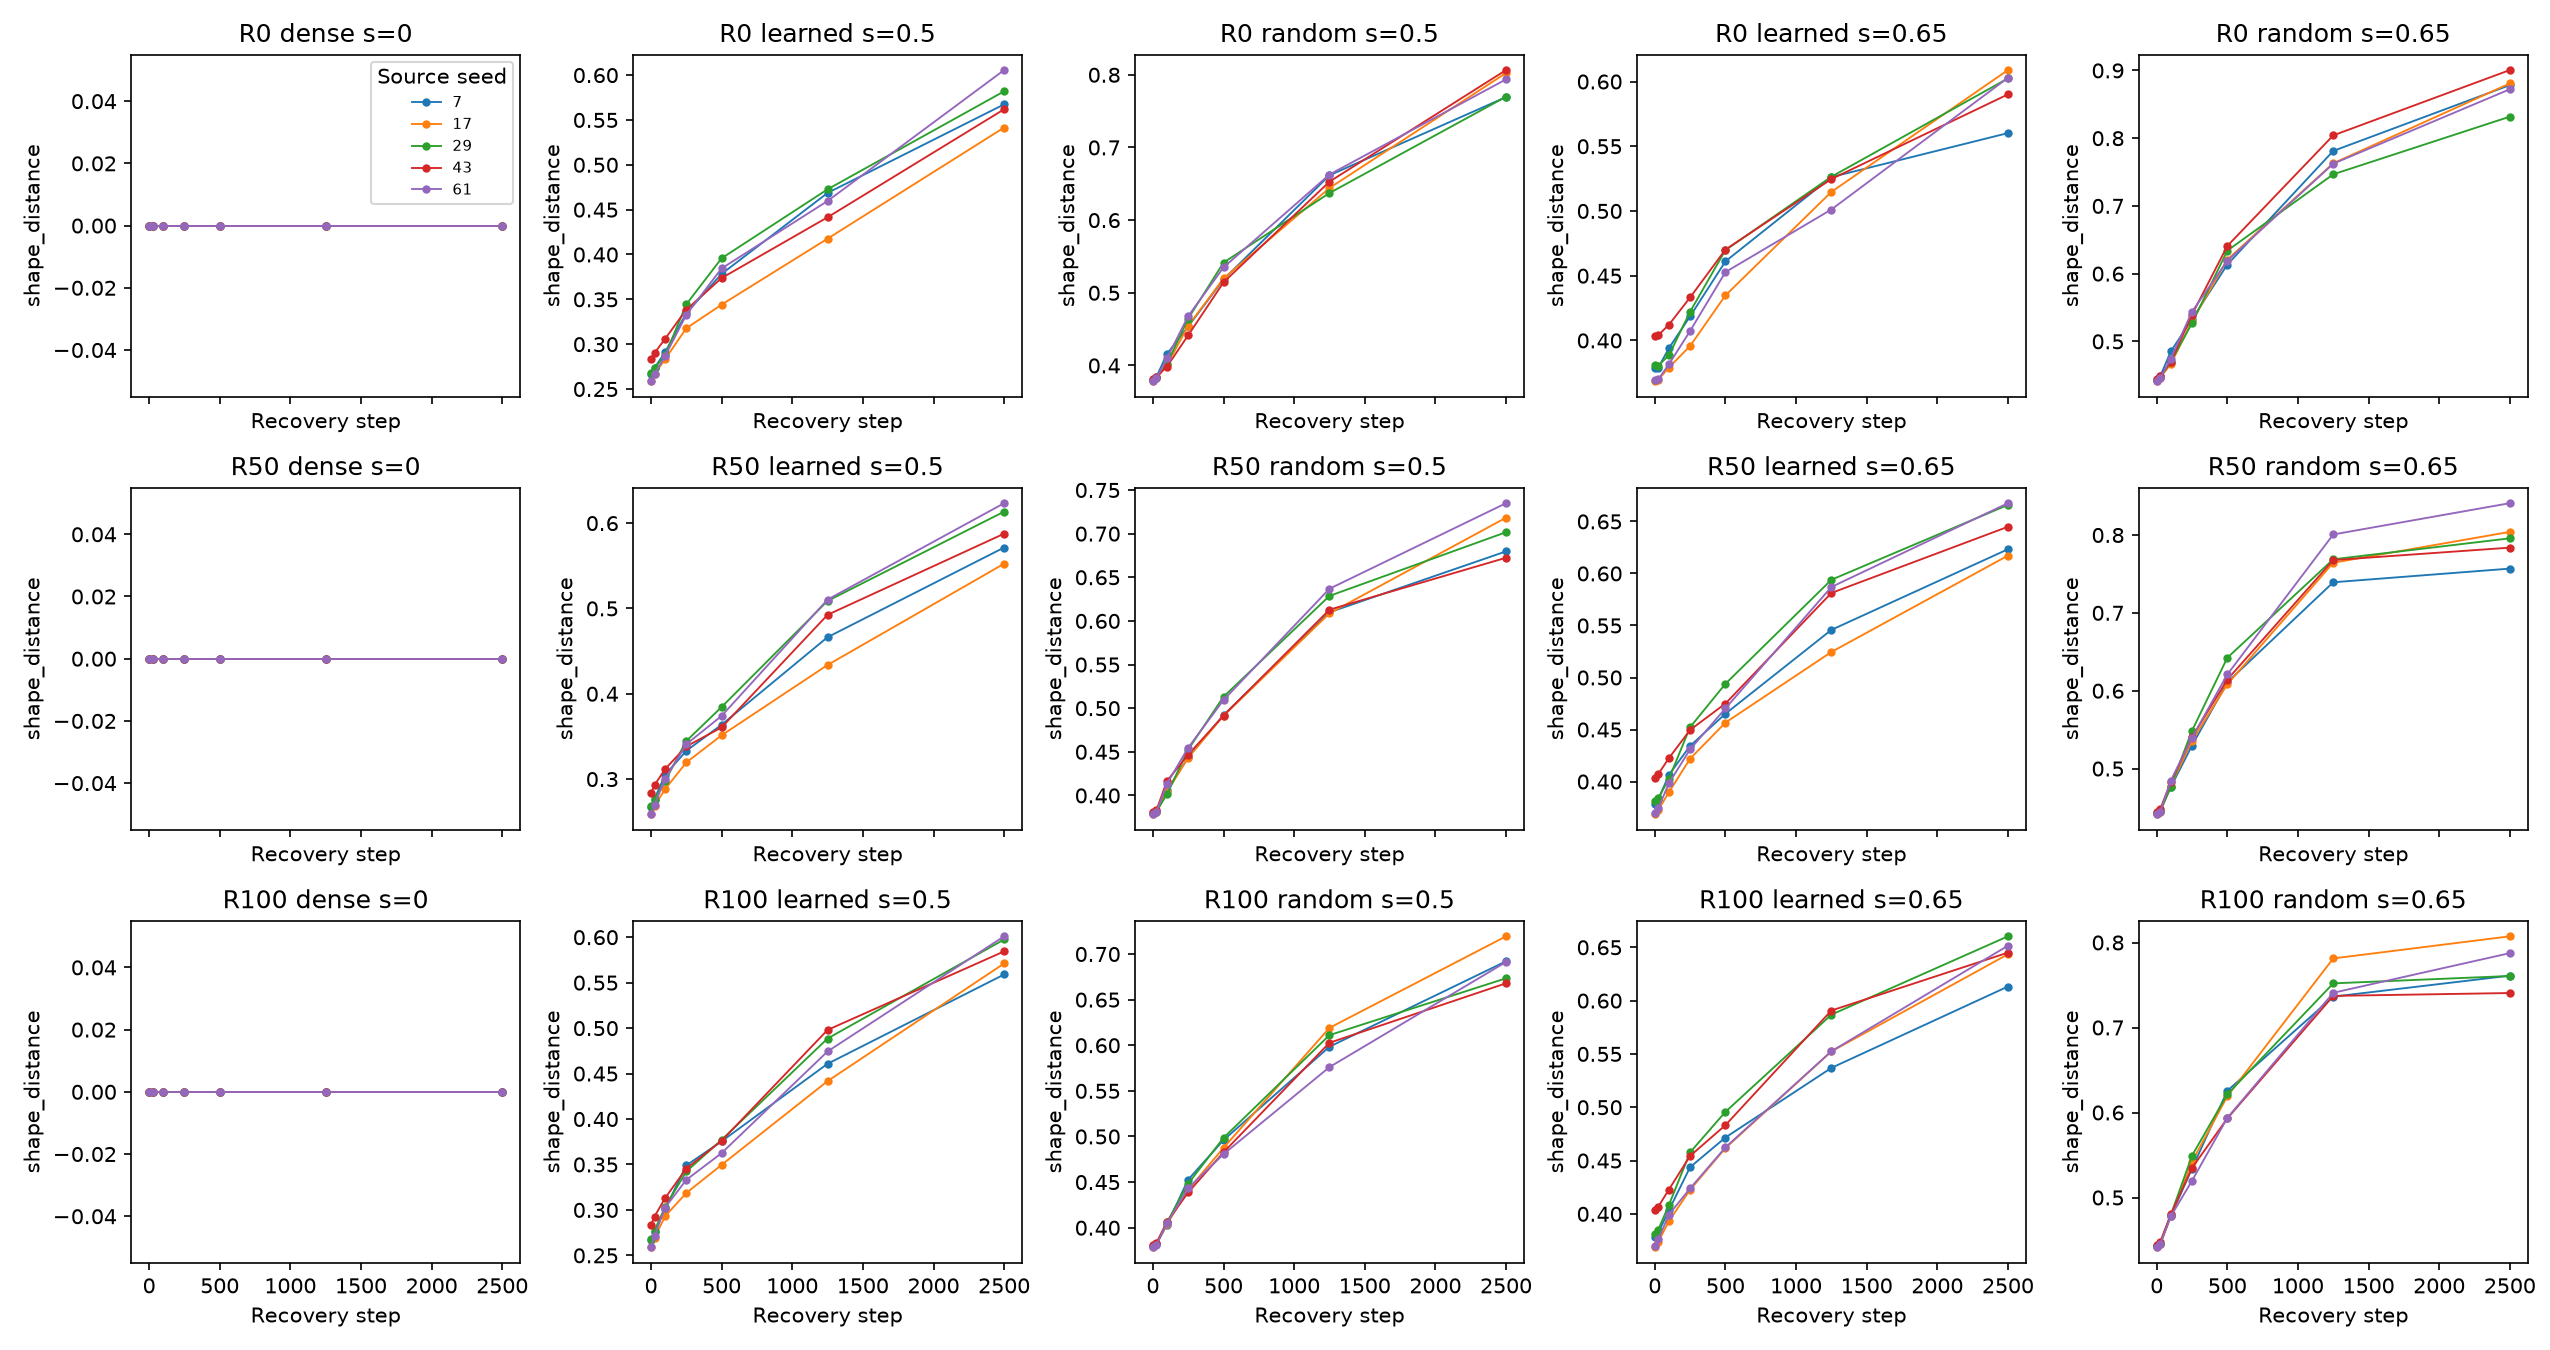 R0 dense s=0
shape_distance
0.04
0.02
0.00
−0.02
−0.04
Source seed
7
17
29
43
61
Recovery step
R0 learned s=0.5
shape_distance
0.60
0.55
0.50
0.45
0.40
0.35
0.30
0.25
Recovery step
R0 random s=0.5
shape_distance
0.8
0.7
0.6
0.5
0.4
Recovery step
R0 learned s=0.65
shape_distance
0.60
0.55
0.50
0.45
0.40
Recovery step
R0 random s=0.65
shape_distance
0.9
0.8
0.7
0.6
0.5
Recovery step
R50 dense s=0
shape_distance
0.04
0.02
0.00
−0.02
−0.04
Recovery step
R50 learned s=0.5
shape_distance
0.6
0.5
0.4
0.3
Recovery step
R50 random s=0.5
shape_distance
0.75
0.70
0.65
0.60
0.55
0.50
0.45
0.40
Recovery step
R50 learned s=0.65
shape_distance
0.65
0.60
0.55
0.50
0.45
0.40
Recovery step
R50 random s=0.65
shape_distance
0.8
0.7
0.6
0.5
Recovery step
R100 dense s=0
shape_distance
0.04
0.02
0.00
−0.02
−0.04
0 500 1000 1500 2000 2500
Recovery step
R100 learned s=0.5
shape_distance
0.60
0.55
0.50
0.45
0.40
0.35
0.30
0.25
0 500 1000 1500 2000 2500
Recovery step
R100 random s=0.5
shape_distance
0.70
0.65
0.60
0.55
0.50
0.45
0.40
0 500 1000 1500 2000 2500
Recovery step
R100 learned s=0.65
shape_distance
0.65
0.60
0.55
0.50
0.45
0.40
0 500 1000 1500 2000 2500
Recovery step
R100 random s=0.65
shape_distance
0.8
0.7
0.6
0.5
0 500 1000 1500 2000 2500
Recovery step